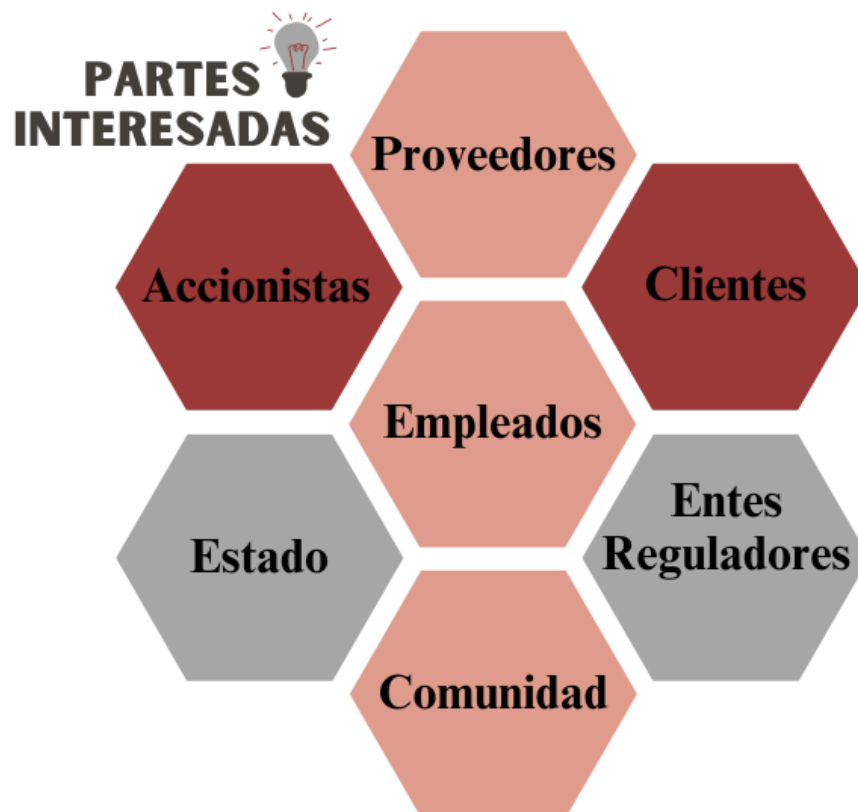 PARTES
INTERESADAS
Proveedores
Accionistas
Clientes
Empleados
Estado
Entes
Reguladores
Comunidad